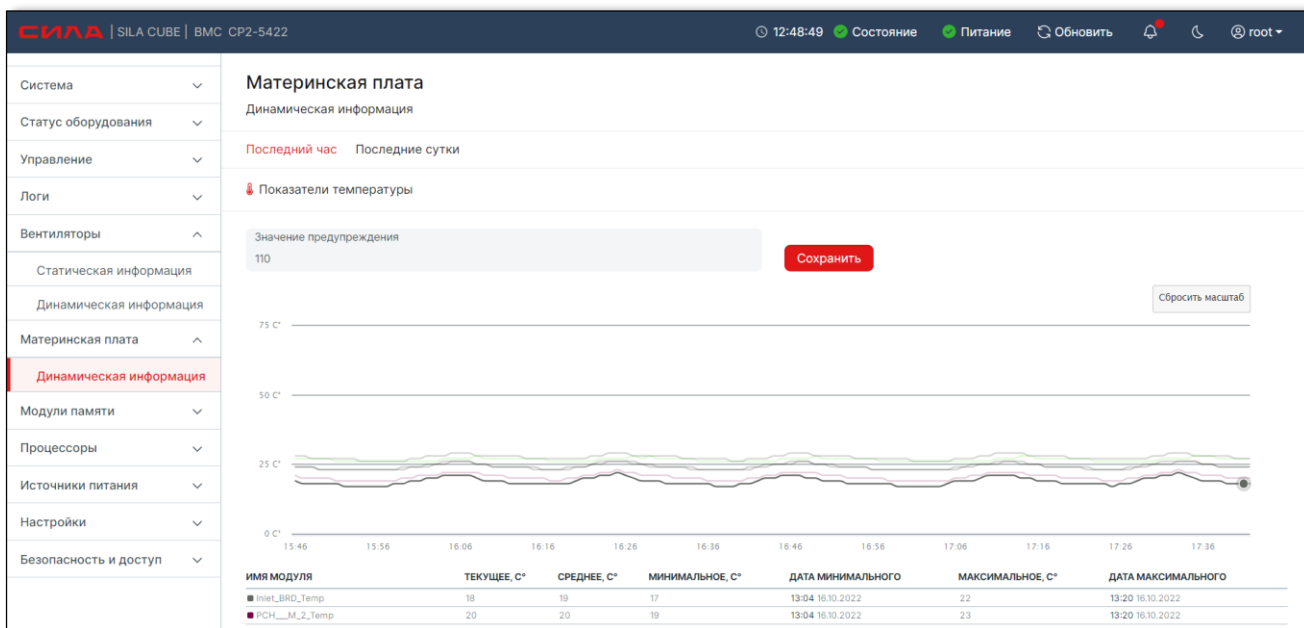 СИЛА | SILA CUBE | BMC CP2-5422 12:48:49 Состояние Питание Обновить root
Система
Статус оборудования
Управление
Логи
Вентиляторы
Статическая информация
Динамическая информация
Материнская плата
Динамическая информация
Модули памяти
Процессоры
Источники питания
Настройки
Безопасность и доступ
Материнская плата
Динамическая информация
Последний час Последние сутки
Показатели температуры
Значение предупреждения
110
Сохранить
Сбросить масштаб
75 C°
50 C°
25 C°
0 C°
15:46 15:56 16:06 16:16 16:26 16:36 16:46 16:56 17:06 17:16 17:26 17:36
ИМЯ МОДУЛЯ ТЕКУЩЕЕ, C° СРЕДНЕЕ, C° МИНИМАЛЬНОЕ, C° ДАТА МИНИМАЛЬНОГО МАКСИМАЛЬНОЕ, C° ДАТА МАКСИМАЛЬНОГО
Inlet_BRD_Temp 18 19 17 13:04 16.10.2022 22 13:20 16.10.2022
PCH__M_2_Temp 20 20 19 13:04 16.10.2022 23 13:20 16.10.2022